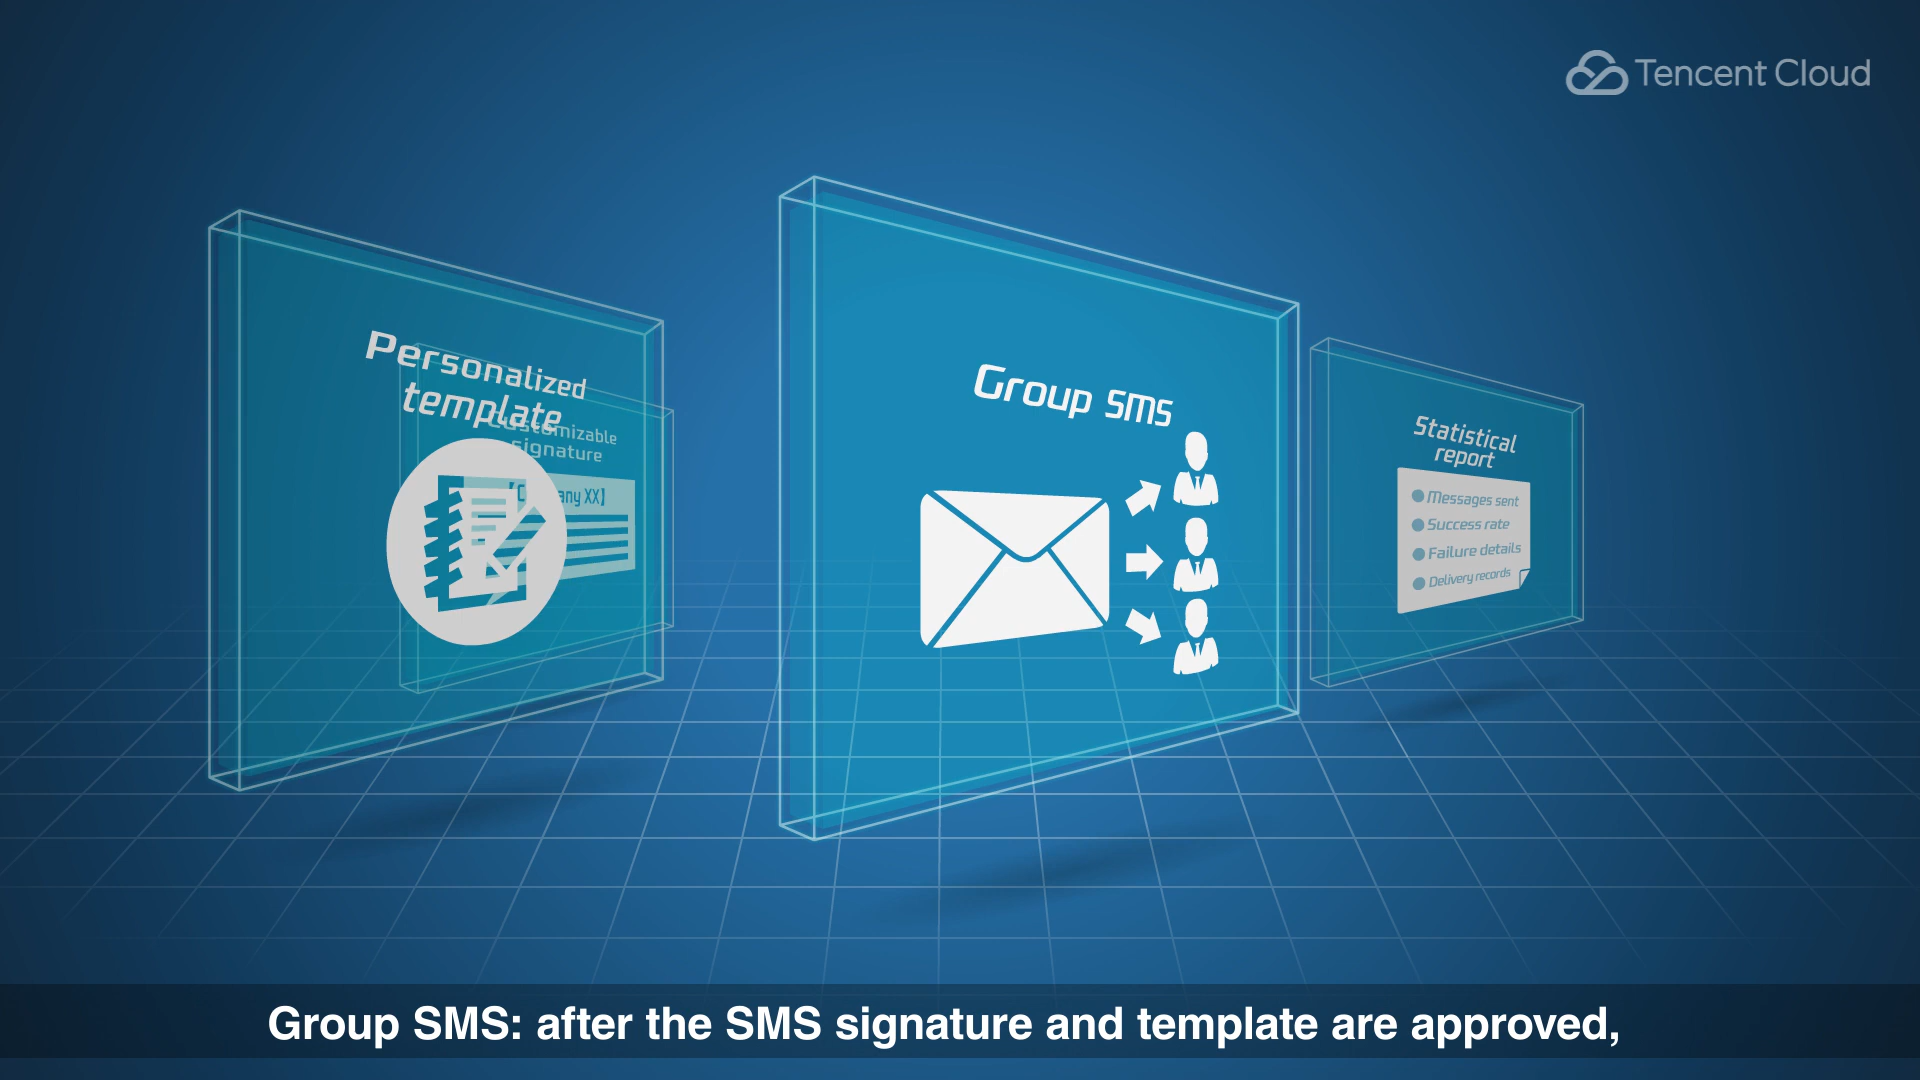 Tencent Cloud
Personalized
template
Customizable
signature
XX】
Group SMS
Statistical
report
Messages sent
Success rate
Failure details
Delivery records
Group SMS: after the SMS signature and template are approved,